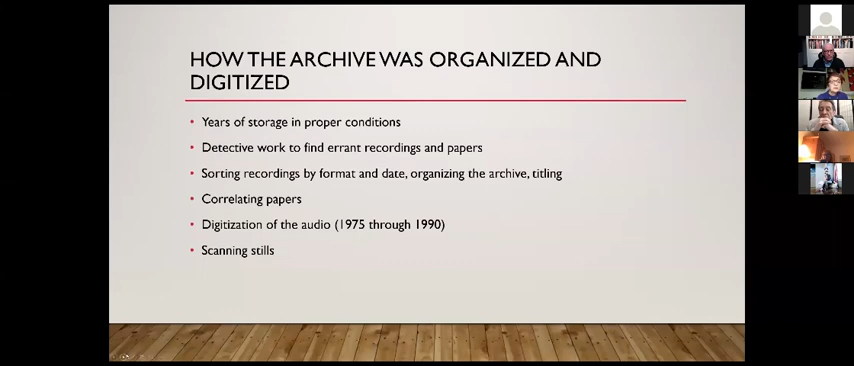 HOW THE ARCHIVE WAS ORGANIZED AND
DIGITIZED
• Years of storage in proper conditions
• Detective work to find errant recordings and papers
• Sorting recordings by format and date, organizing the archive, titling
• Correlating papers
• Digitization of the audio (1975 through 1990)
• Scanning stills